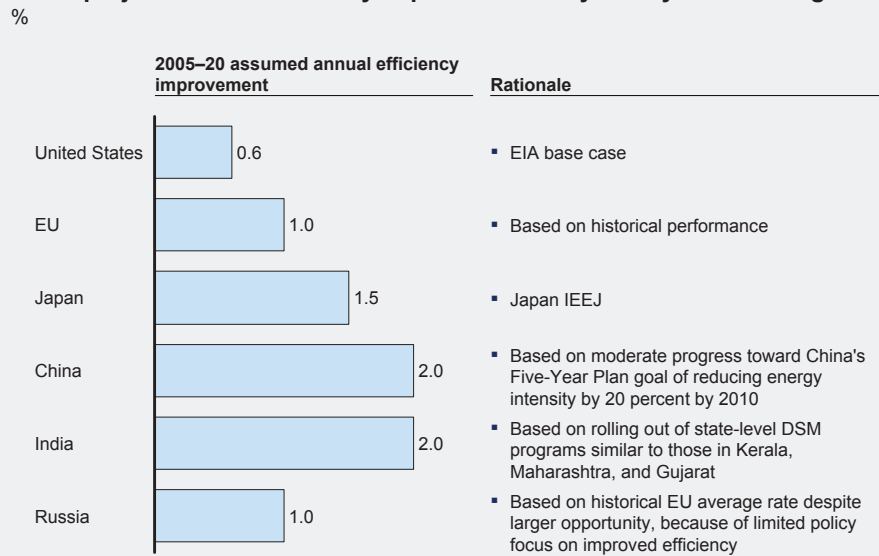 %
2005–20 assumed annual efficiency
improvement
Rationale
United States
0.6
▪ EIA base case
EU
1.0
▪ Based on historical performance
Japan
1.5
▪ Japan IEEJ
China
2.0
▪ Based on moderate progress toward China's
Five-Year Plan goal of reducing energy
intensity by 20 percent by 2010
India
2.0
▪ Based on rolling out of state-level DSM
programs similar to those in Kerala,
Maharashtra, and Gujarat
Russia
1.0
▪ Based on historical EU average rate despite
larger opportunity, because of limited policy
focus on improved efficiency